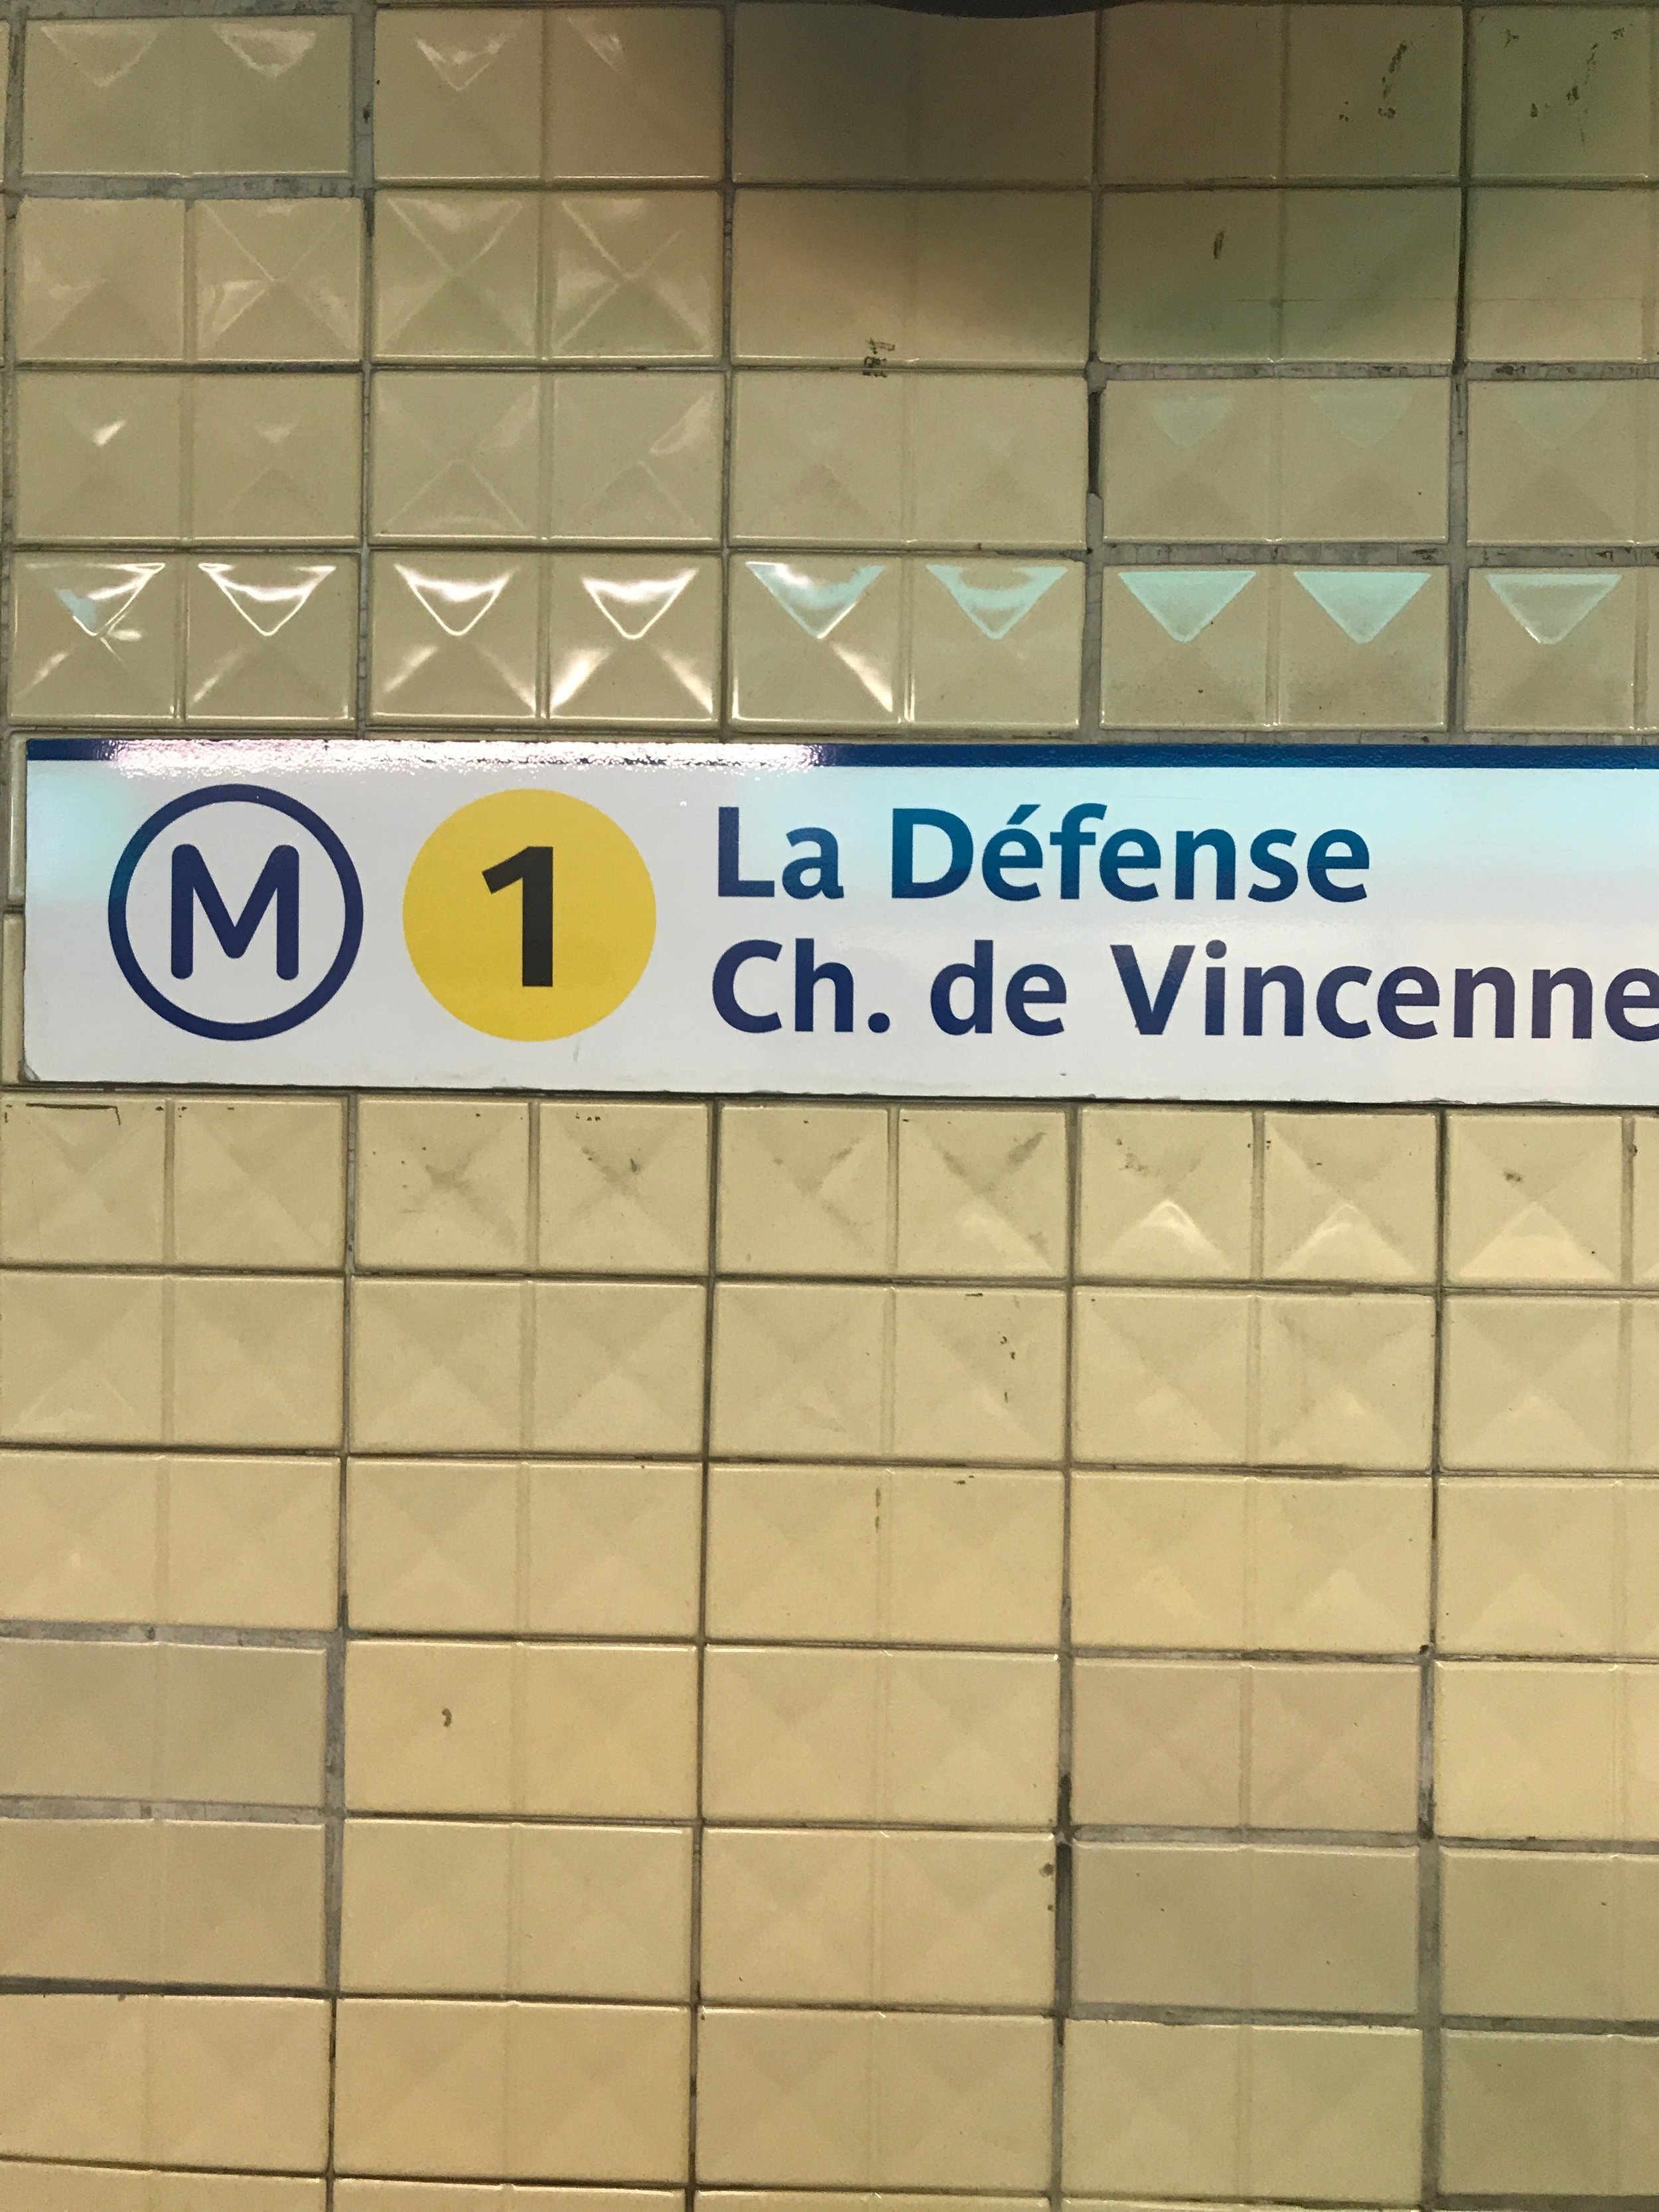 M 1 La Défense
Ch. de Vincenne